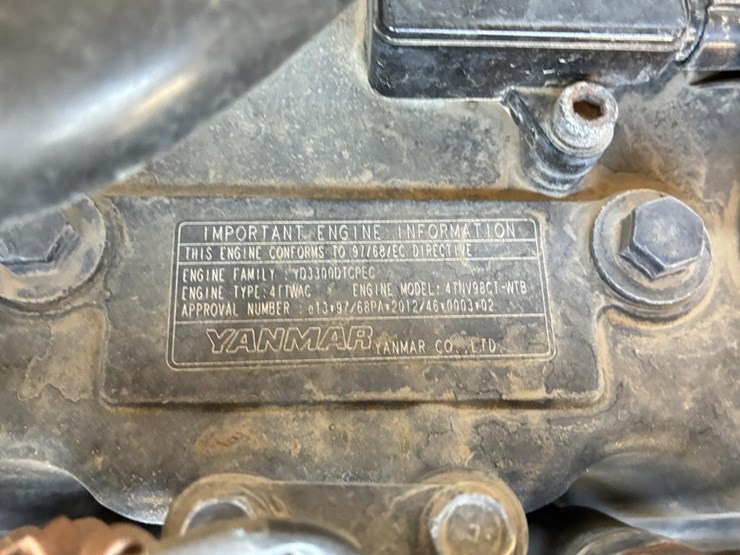 IMPORTANT ENGINE INFORMATION
THIS ENGINE CONFORMS TO 97/68/EC DIRECTIVE
ENGINE FAMILY : YD3300DTCPEC
ENGINE TYPE:4FTWAC ENGINE MODEL:4TNV98CT-WTB
APPROVAL NUMBER : e13*97/68PA*2012/46*0003*02
YANMAR YANMAR CO.,LTD.